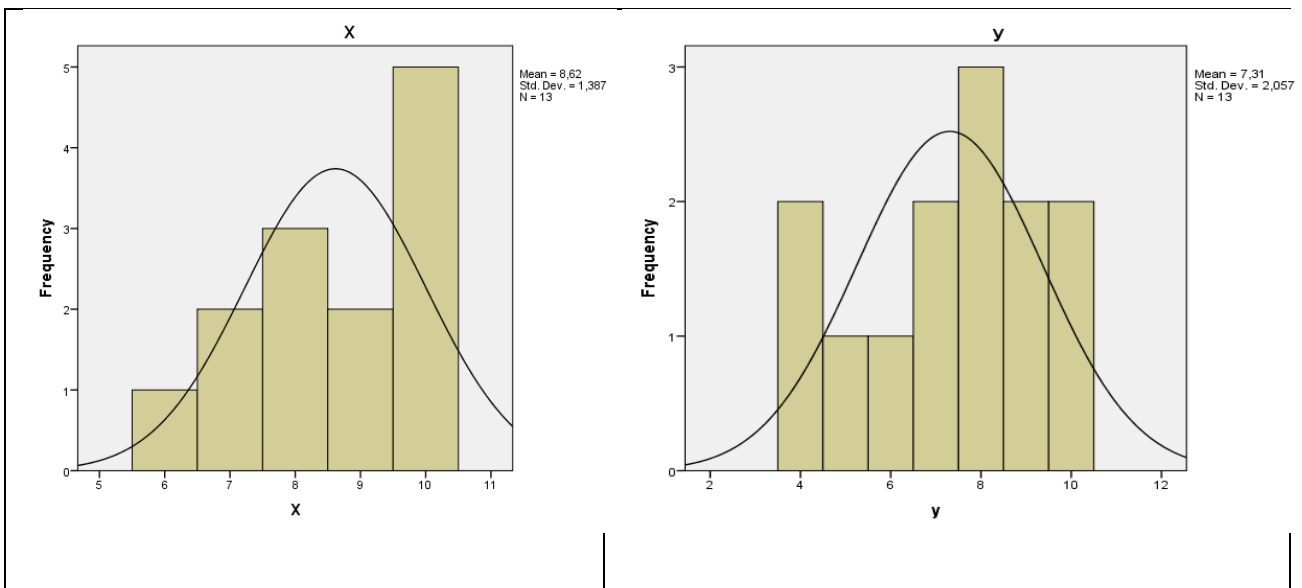 X
5
4
3
2
1
0
Frequency
5 6 7 8 9 10 11
X
Mean = 8,62
Std. Dev. = 1,387
N = 13
y
3
2
1
0
Frequency
2 4 6 8 10 12
y
Mean = 7,31
Std. Dev. = 2,057
N = 13